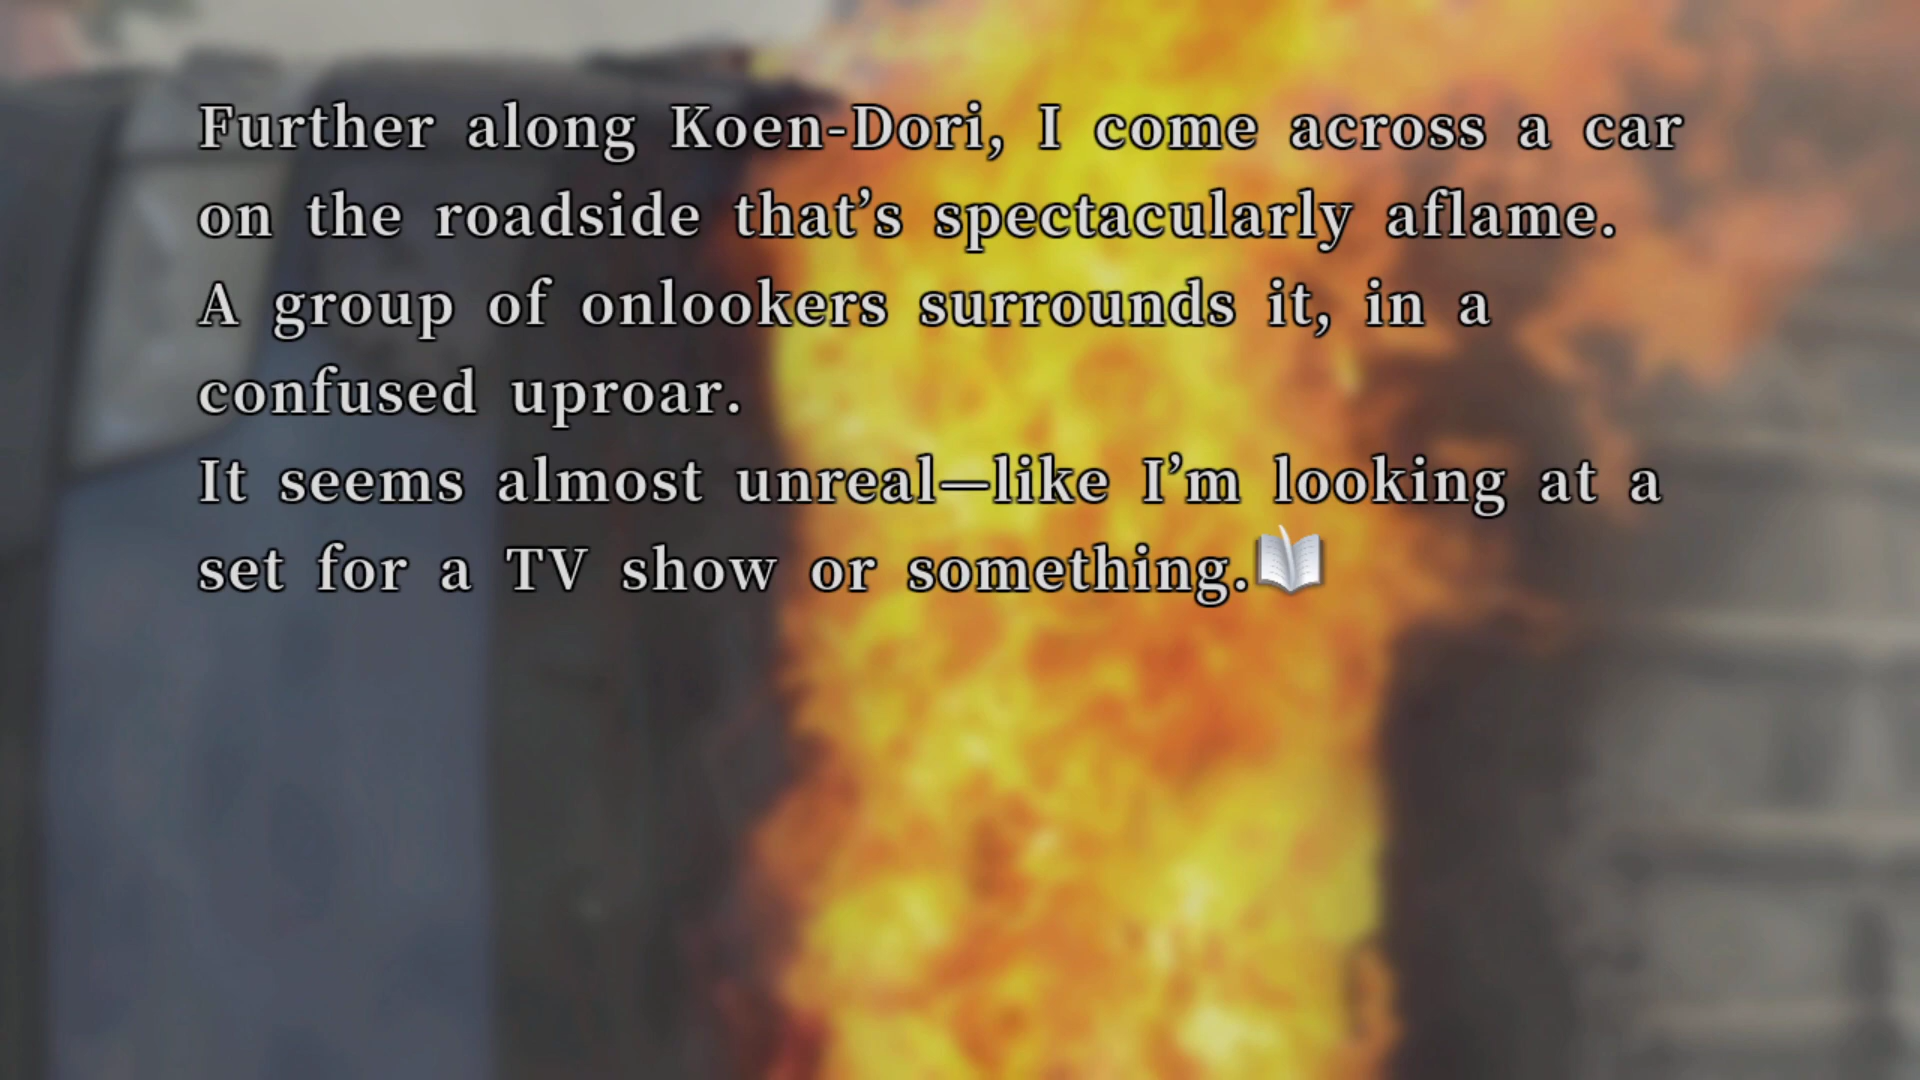 Further along Koen-Dori, I come across a car
on the roadside that’s spectacularly aflame.
A group of onlookers surrounds it, in a
confused uproar.
It seems almost unreal—like I’m looking at a
set for a TV show or something.